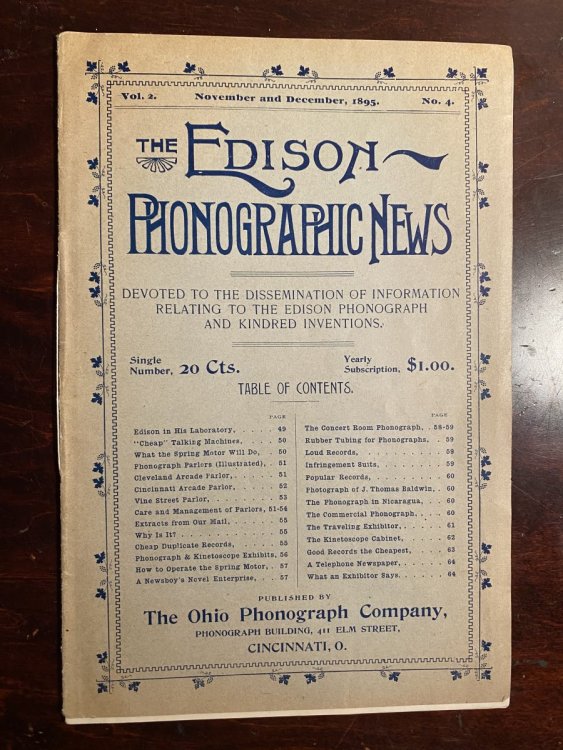 Vol. 2. November and December, 1895. No. 4.
THE EDISON
PHONOGRAPHIC NEWS
DEVOTED TO THE DISSEMINATION OF INFORMATION
RELATING TO THE EDISON PHONOGRAPH
AND KINDRED INVENTIONS.
Single Number, 20 Cts. Yearly Subscription, $1.00.
TABLE OF CONTENTS.
PAGE
Edison in His Laboratory, . . . . 49
"Cheap" Talking Machines, . . . . 50
What the Spring Motor Will Do, . . 50
Phonograph Parlors (Illustrated), . 51
Cleveland Arcade Parlor, . . . . 51
Cincinnati Arcade Parlor, . . . . 52
Vine Street Parlor, . . . . 53
Care and Management of Parlors, 51-54
Extracts from Our Mail, . . . . 55
Why Is It? . . . . 55
Cheap Duplicate Records, . . . . 55
Phonograph & Kinetoscope Exhibits, 56
How to Operate the Spring Motor, . 57
A Newsboy's Novel Enterprise, . . 57
PAGE
The Concert Room Phonograph, . . 58-59
Rubber Tubing for Phonographs, . . 59
Loud Records, . . . . 59
Infringement Suits, . . . . 59
Popular Records, . . . . 60
Photograph of J. Thomas Baldwin, . . 60
The Phonograph in Nicaragua, . . . 60
The Commercial Phonograph, . . . . 60
The Traveling Exhibitor, . . . . 61
The Kinetoscope Cabinet, . . . . 62
Good Records the Cheapest, . . . . 63
A Telephone Newspaper, . . . . 64
What an Exhibitor Says, . . . . 64
PUBLISHED BY
The Ohio Phonograph Company,
PHONOGRAPH BUILDING, 411 ELM STREET,
CINCINNATI, O.